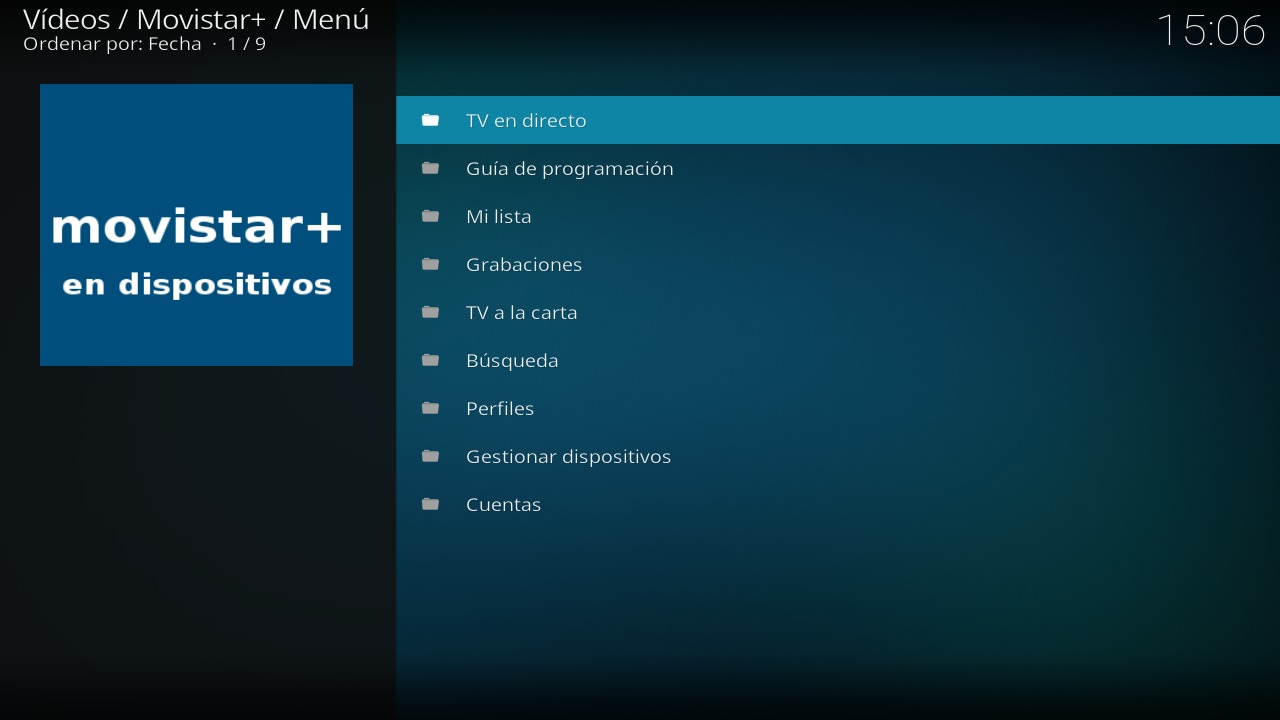 Vídeos / Movistar+ / Menú
Ordenar por: Fecha · 1 / 9
15:06
movistar+
en dispositivos
TV en directo
Guía de programación
Mi lista
Grabaciones
TV a la carta
Búsqueda
Perfiles
Gestionar dispositivos
Cuentas